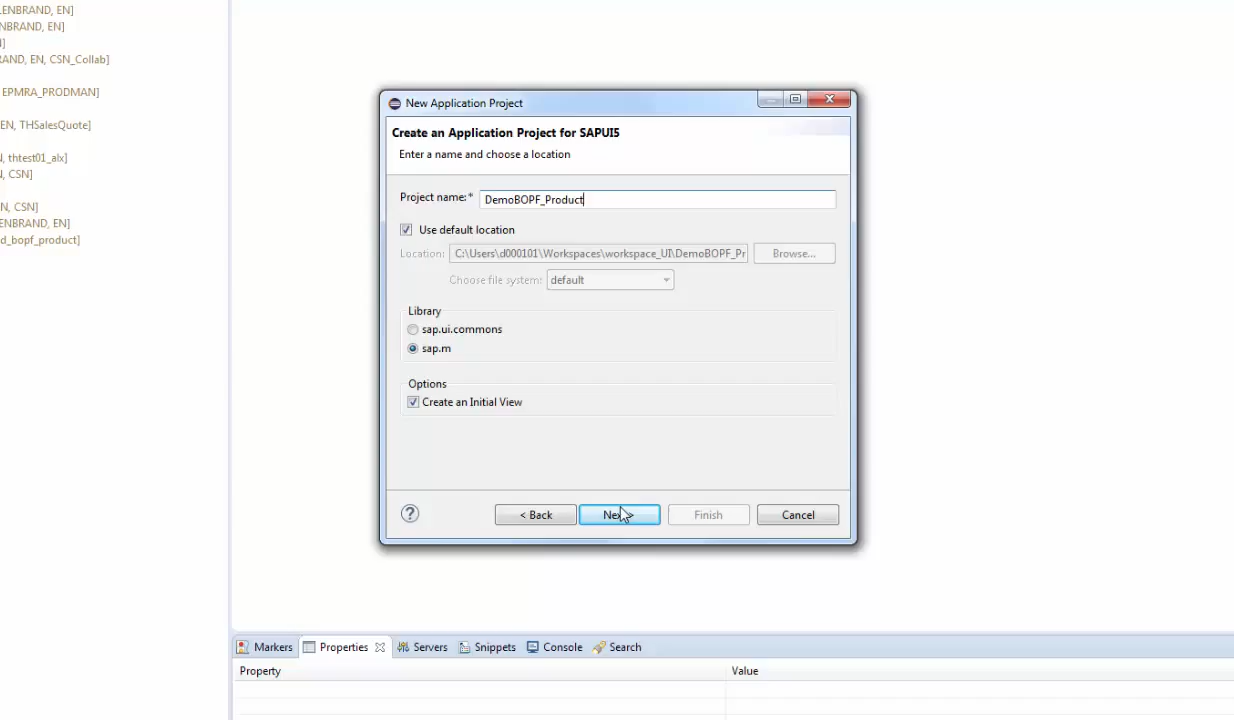 LENBRAND, EN]
NBRAND, EN]
]
RAND, EN, CSN_Collab]
EPMRA_PRODMAN]
EN, THSalesQuote]
N, thtest01_alx]
N, CSN]
N, CSN]
ENBRAND, EN]
d_bopf_product]
New Application Project
Create an Application Project for SAPUI5
Enter a name and choose a location
Project name:* DemoBOPF_Product
Use default location
Location: C:\Users\d000101\Workspaces\workspace_UI\DemoBOPF_Pr Browse...
Choose file system: default
Library
sap.ui.commons
sap.m
Options
Create an Initial View
? < Back Next > Finish Cancel
Markers Properties Servers Snippets Console Search
Property Value